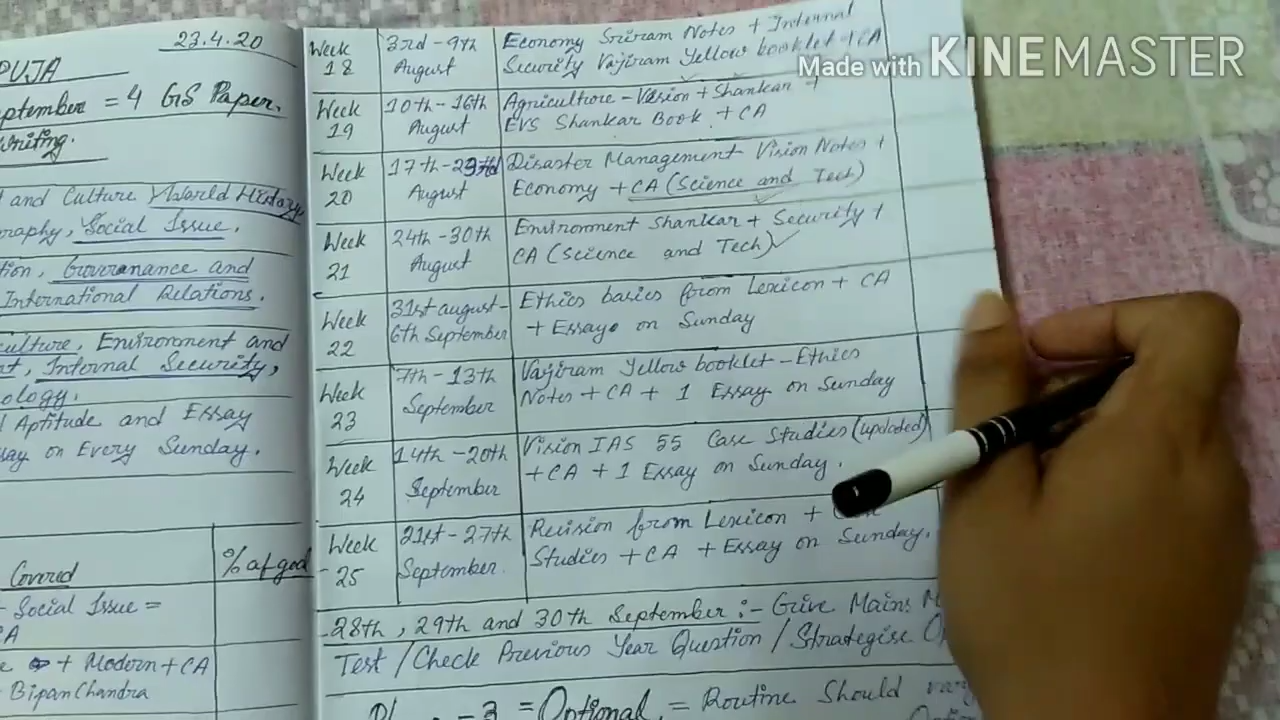 23.4.20
PUJA
September = 4 GS Paper.
Writing.
and Culture World History
Social Issue.
Governance and
International Relations.
Environment and
Internal Security,
Aptitude and Essay
on Every Sunday.
Covered
% of goal
Social Issue =
+ Modern + CA
Bipan Chandra
Week 18
3rd - 9th August
Economy Sriram Notes + Internal
Security Vajiram Yellow booklet + CA
Week 19
10th - 16th August
Agriculture - Vision + Shankar +
EVS Shankar Book + CA
Week 20
17th - 23rd August
Disaster Management Vision Notes +
Economy + CA (Science and Tech)
Week 21
24th - 30th August
Environment Shankar + Security +
CA (Science and Tech)
Week 22
31st august -
6th September
Ethics basics from Lexicon + CA
+ Essay on Sunday
Week 23
7th - 13th September
Vajiram Yellow booklet - Ethics
Notes + CA + 1 Essay on Sunday
Week 24
14th - 20th September
Vision IAS 55 Case Studies (updated)
+ CA + 1 Essay on Sunday.
Week 25
21st - 27th September.
Revision from Lexicon +
Studies + CA + Essay on Sunday.
28th, 29th and 30th September :- Give Mains
Test / Check Previous Year Question / Strategise
- 3 = Optional = Routine Should
Made with KINEMASTER